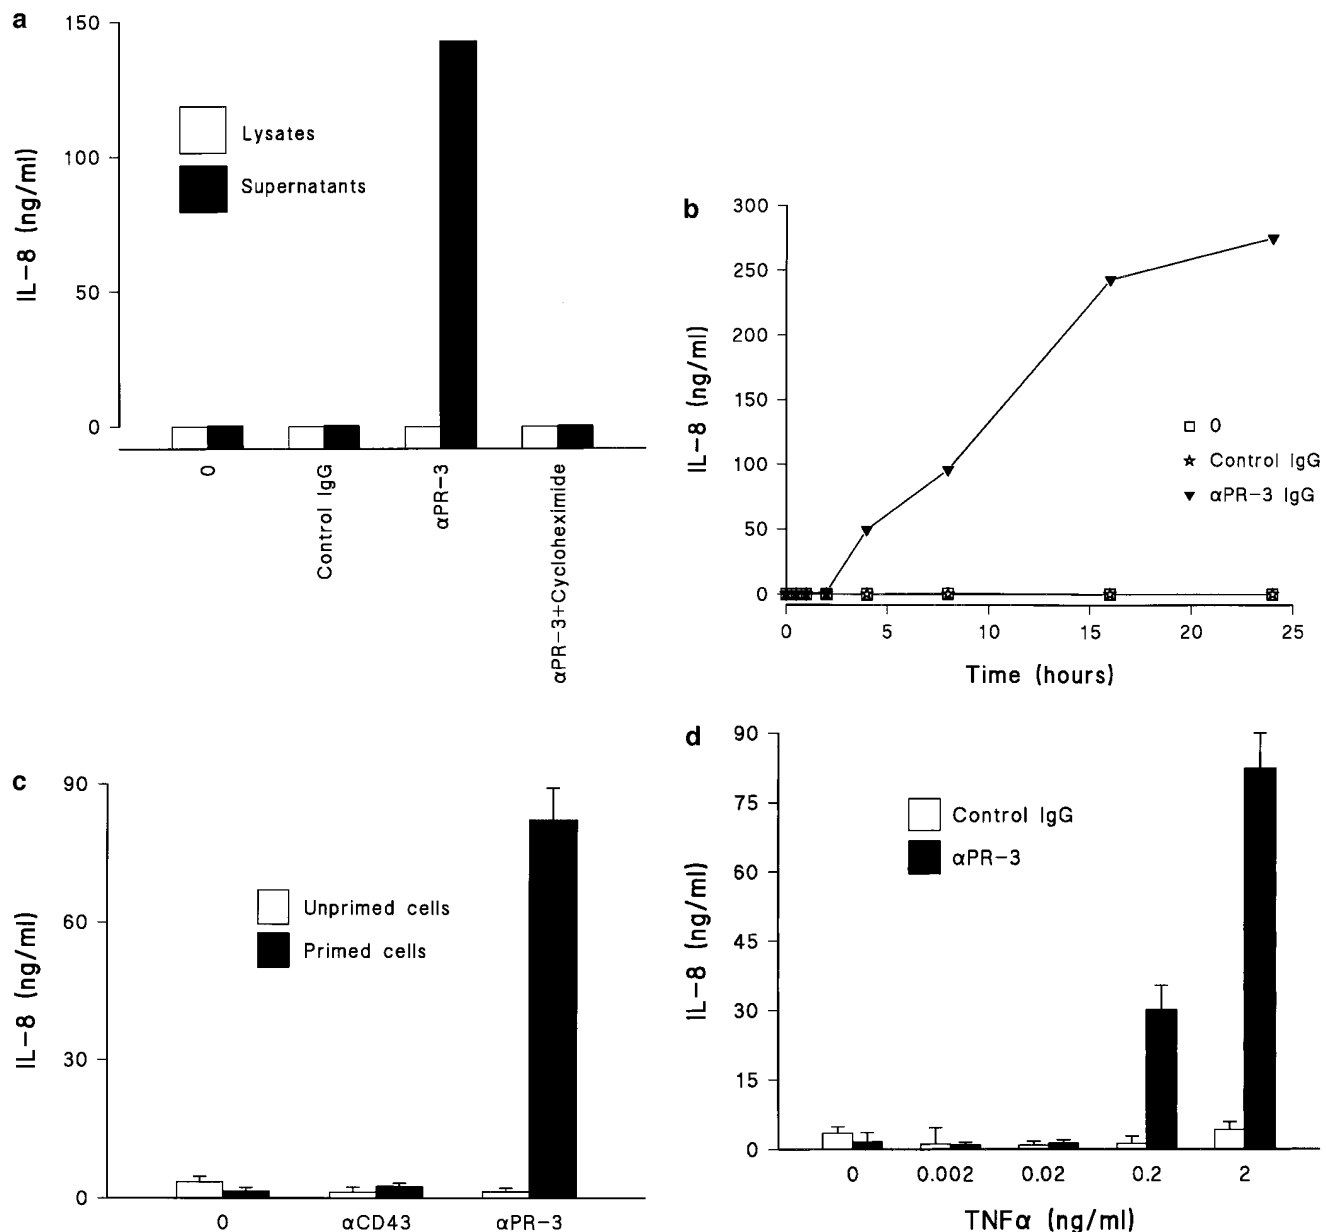 a
150
100
50
0
IL-8 (ng/ml)
Lysates
Supernatants
0
Control IgG
αPR-3
αPR-3+Cycloheximide
b
300
250
200
150
100
50
0
IL-8 (ng/ml)
0
Control IgG
αPR-3 IgG
0 5 10 15 20 25
Time (hours)
c
90
60
30
0
IL-8 (ng/ml)
Unprimed cells
Primed cells
0 αCD43 αPR-3
d
90
75
60
45
30
15
0
IL-8 (ng/ml)
Control IgG
αPR-3
0 0.002 0.02 0.2 2
TNFα (ng/ml)